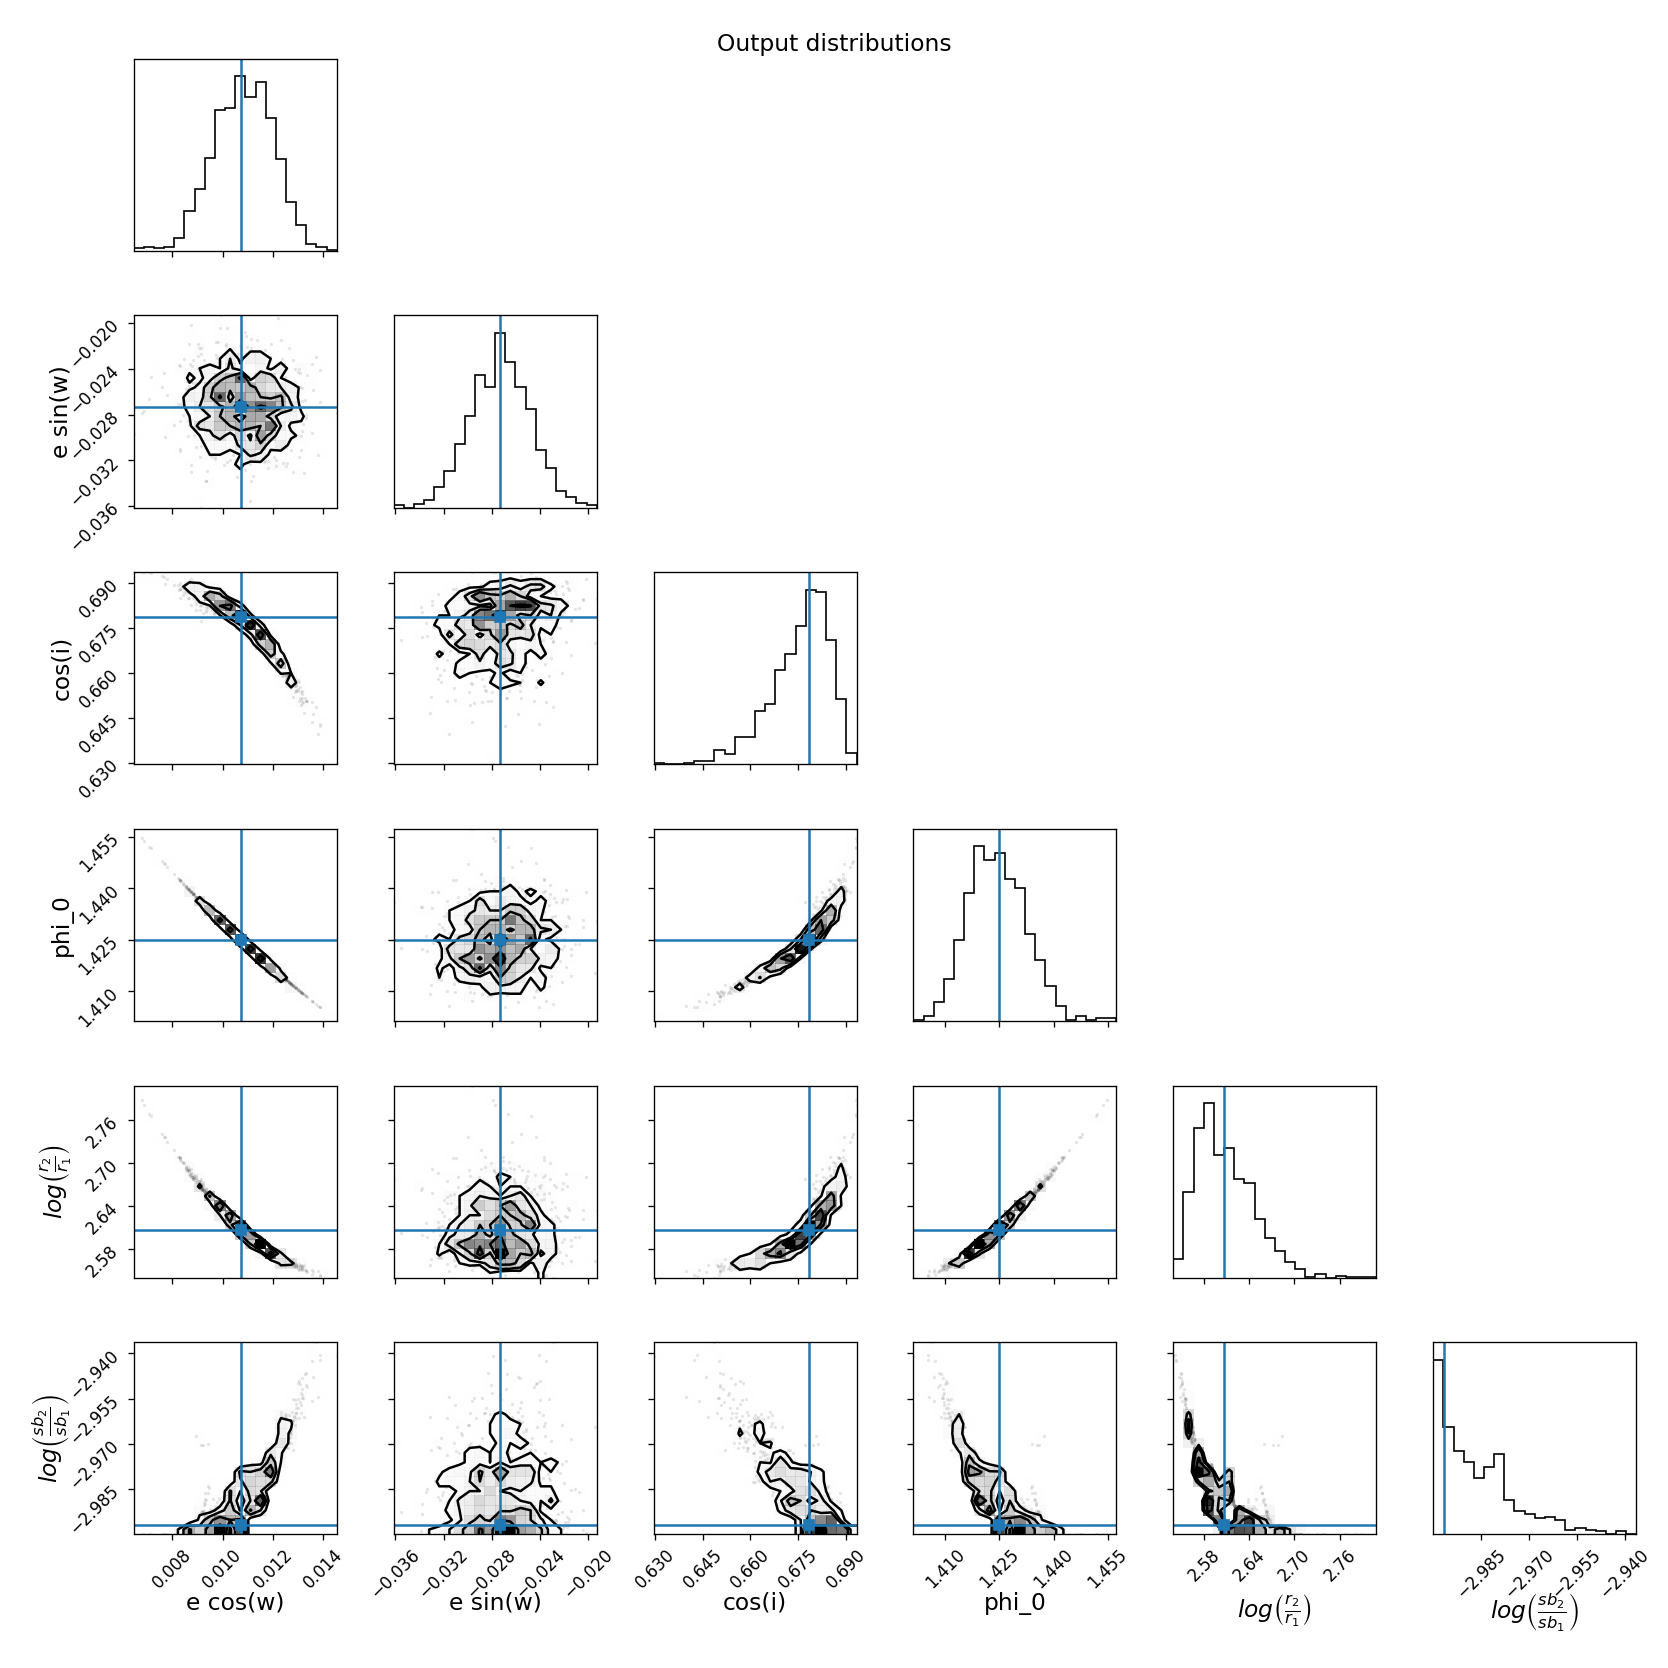 Output distributions
e sin(w)
−0.020
−0.024
−0.028
−0.032
−0.036
cos(i)
0.690
0.675
0.660
0.645
0.630
phi_0
1.455
1.440
1.425
1.410
log(r₂/r₁)
2.76
2.70
2.64
2.58
log(sb₂/sb₁)
−2.940
−2.955
−2.970
−2.985
0.008 0.010 0.012 0.014
−0.036 −0.032 −0.028 −0.024 −0.020
0.630 0.645 0.660 0.675 0.690
1.410 1.425 1.440 1.455
2.58 2.64 2.70 2.76
−2.985 −2.970 −2.955 −2.940
e cos(w) e sin(w) cos(i) phi_0 log(r₂/r₁) log(sb₂/sb₁)